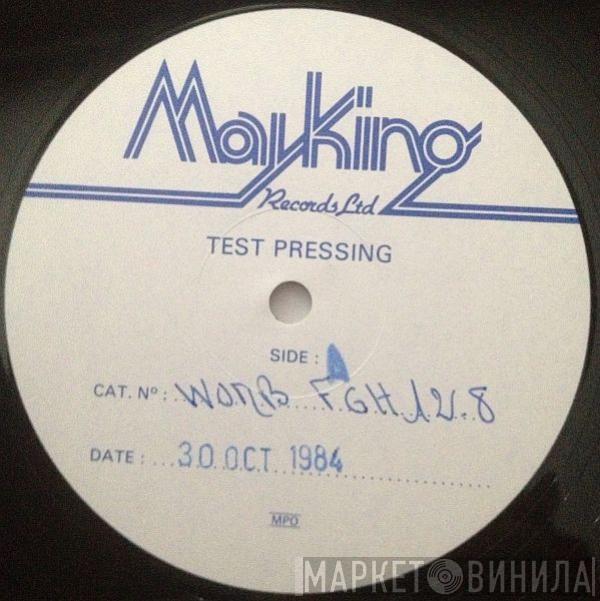 MayKing
Records Ltd
TEST PRESSING
SIDE : A
CAT. Nº : WOMB FGH 12.8
DATE : 30 OCT 1984
MPO
МАРКЕТ ВИНИЛА